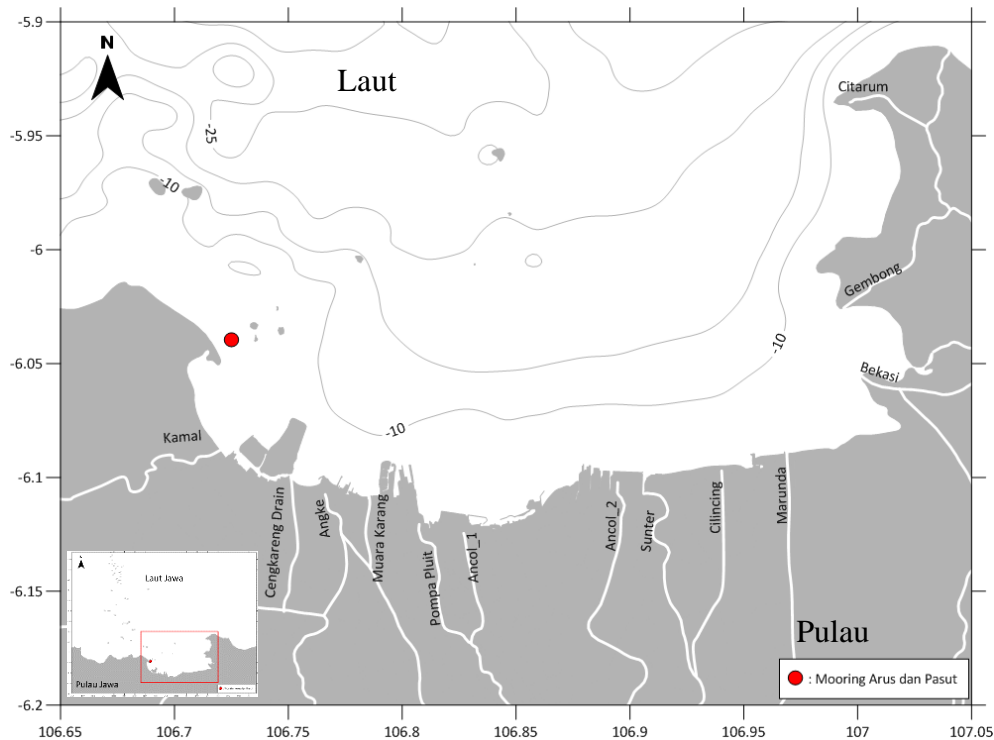 -5.9
N
Laut
Citarum
-5.95
-25
-10
-6
Gembong
-6.05
-10
Bekasi
-10
Kamal
-6.1
Cengkareng Drain
Angke
Muara Karang
Pompa Pluit
Ancol_1
Ancol_2
Sunter
Cilincing
Marunda
-6.15
Laut Jawa
Pulau Jawa
Pulau
: Mooring Arus dan Pasut
-6.2
106.65
106.7
106.75
106.8
106.85
106.9
106.95
107
107.05